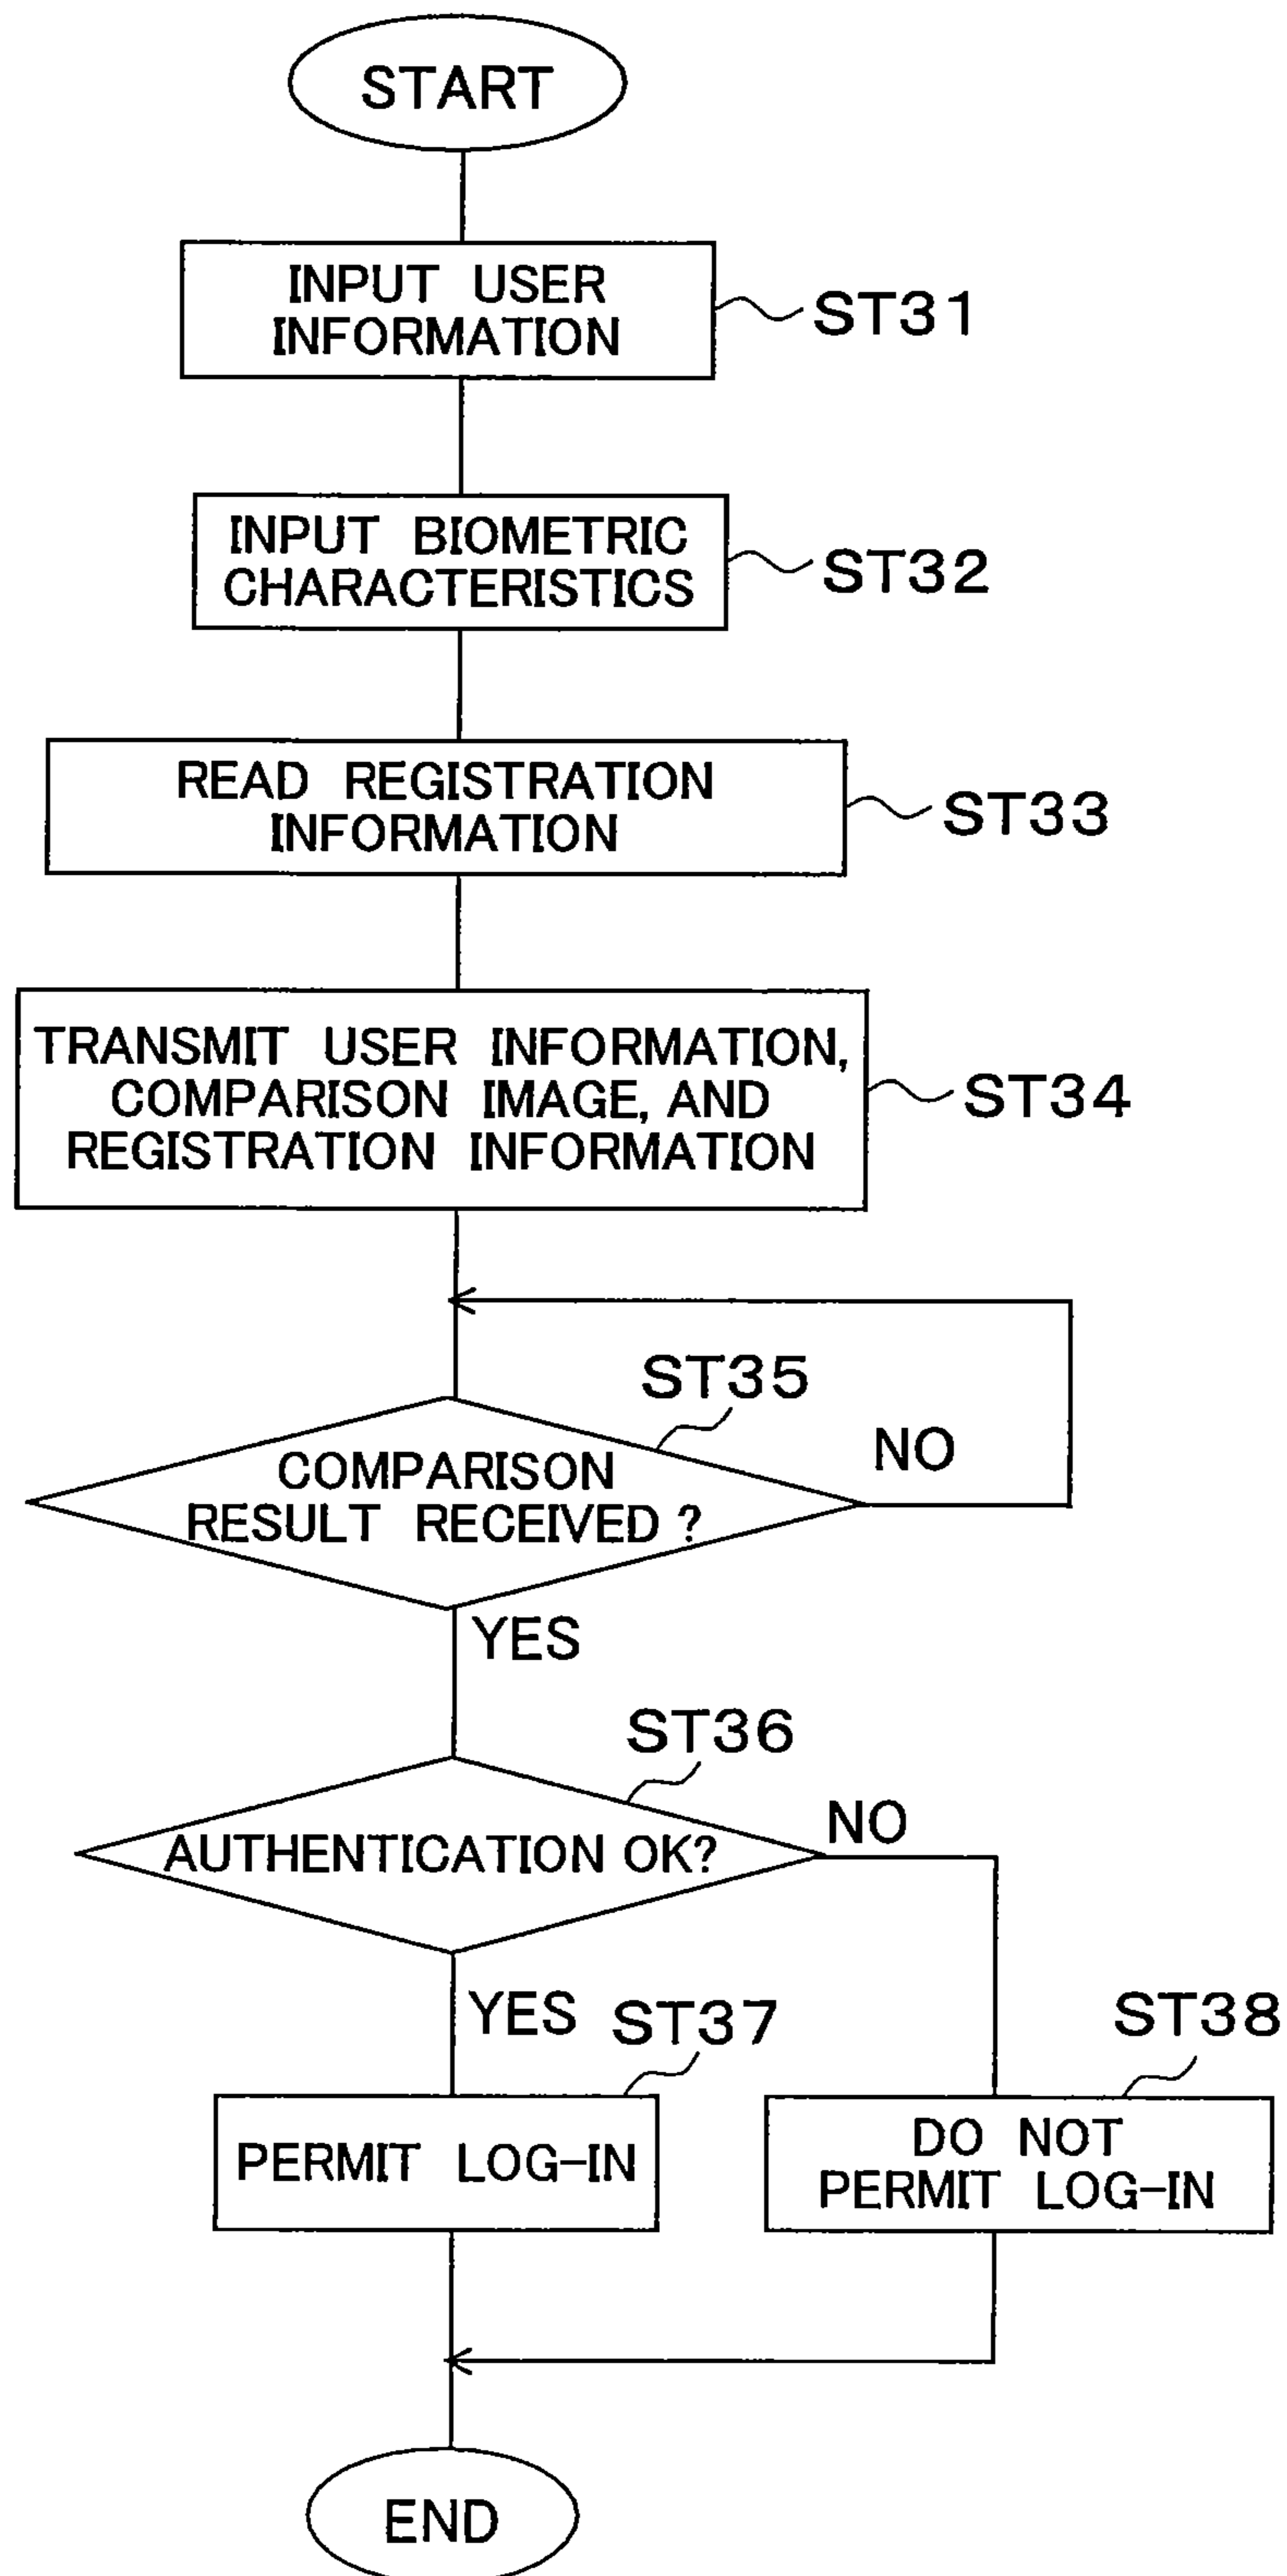 START
INPUT USER
INFORMATION
ST31
INPUT BIOMETRIC
CHARACTERISTICS
ST32
READ REGISTRATION
INFORMATION
ST33
TRANSMIT USER INFORMATION,
COMPARISON IMAGE, AND
REGISTRATION INFORMATION
ST34
ST35
NO
COMPARISON
RESULT RECEIVED ?
YES
ST36
NO
AUTHENTICATION OK?
YES
ST37
ST38
PERMIT LOG-IN
DO NOT
PERMIT LOG-IN
END